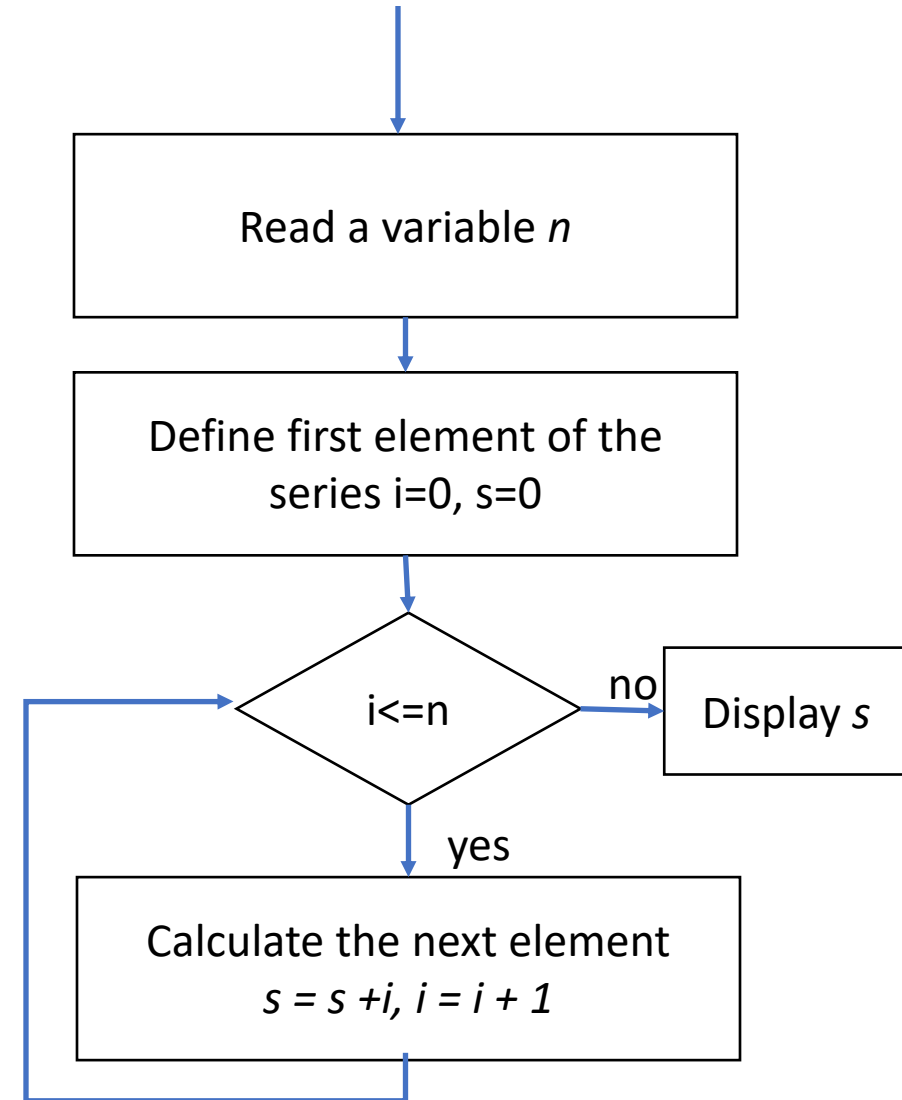 Read a variable n
Define first element of the
series i=0, s=0
i<=n
no
Display s
yes
Calculate the next element
s = s +i, i = i + 1